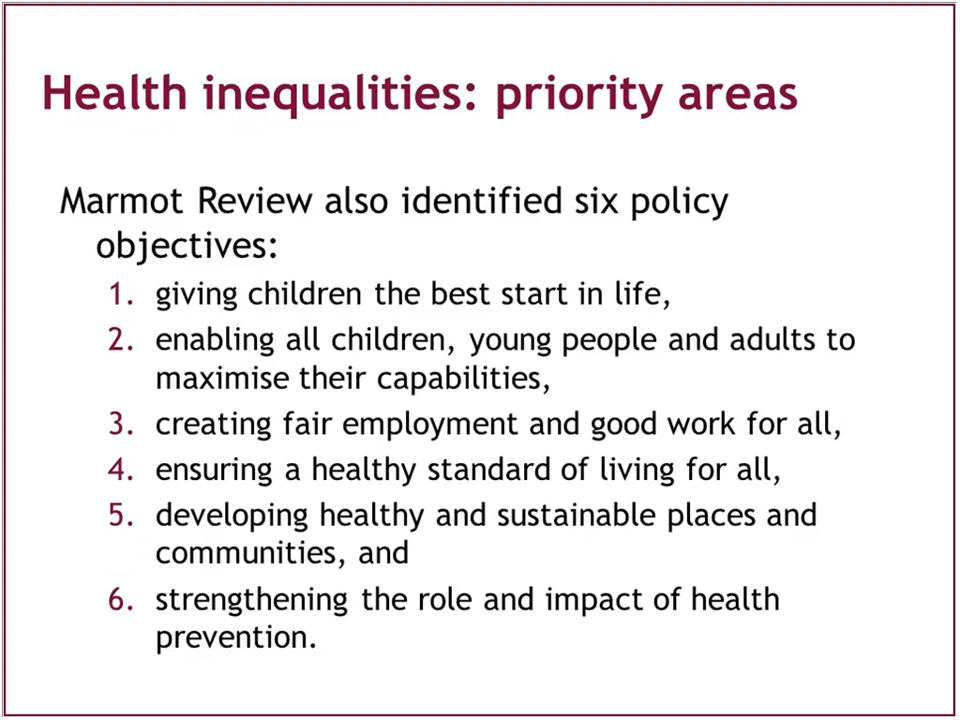 Health inequalities: priority areas
Marmot Review also identified six policy
objectives:
1. giving children the best start in life,
2. enabling all children, young people and adults to
maximise their capabilities,
3. creating fair employment and good work for all,
4. ensuring a healthy standard of living for all,
5. developing healthy and sustainable places and
communities, and
6. strengthening the role and impact of health
prevention.